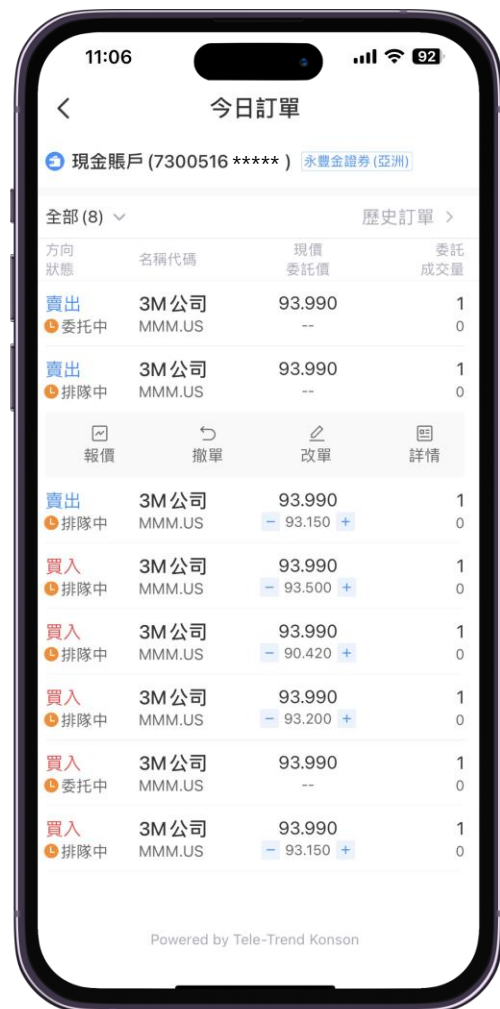 11:06 92
今日訂單
現金賬戶 (7300516 ***** ) 永豐金證券(亞洲)
全部 (8) 歷史訂單
方向 名稱代碼 現價 委託
狀態 委託價 成交量
賣出 3M公司 93.990 1
委托中 MMM.US -- 0
賣出 3M公司 93.990 1
排隊中 MMM.US -- 0
報價 撤單 改單 詳情
賣出 3M公司 93.990 1
排隊中 MMM.US − 93.150 + 0
買入 3M公司 93.990 1
排隊中 MMM.US − 93.500 + 0
買入 3M公司 93.990 1
排隊中 MMM.US − 90.420 + 0
買入 3M公司 93.990 1
排隊中 MMM.US − 93.200 + 0
買入 3M公司 93.990 1
委托中 MMM.US -- 0
買入 3M公司 93.990 1
排隊中 MMM.US − 93.150 + 0
Powered by Tele-Trend Konson